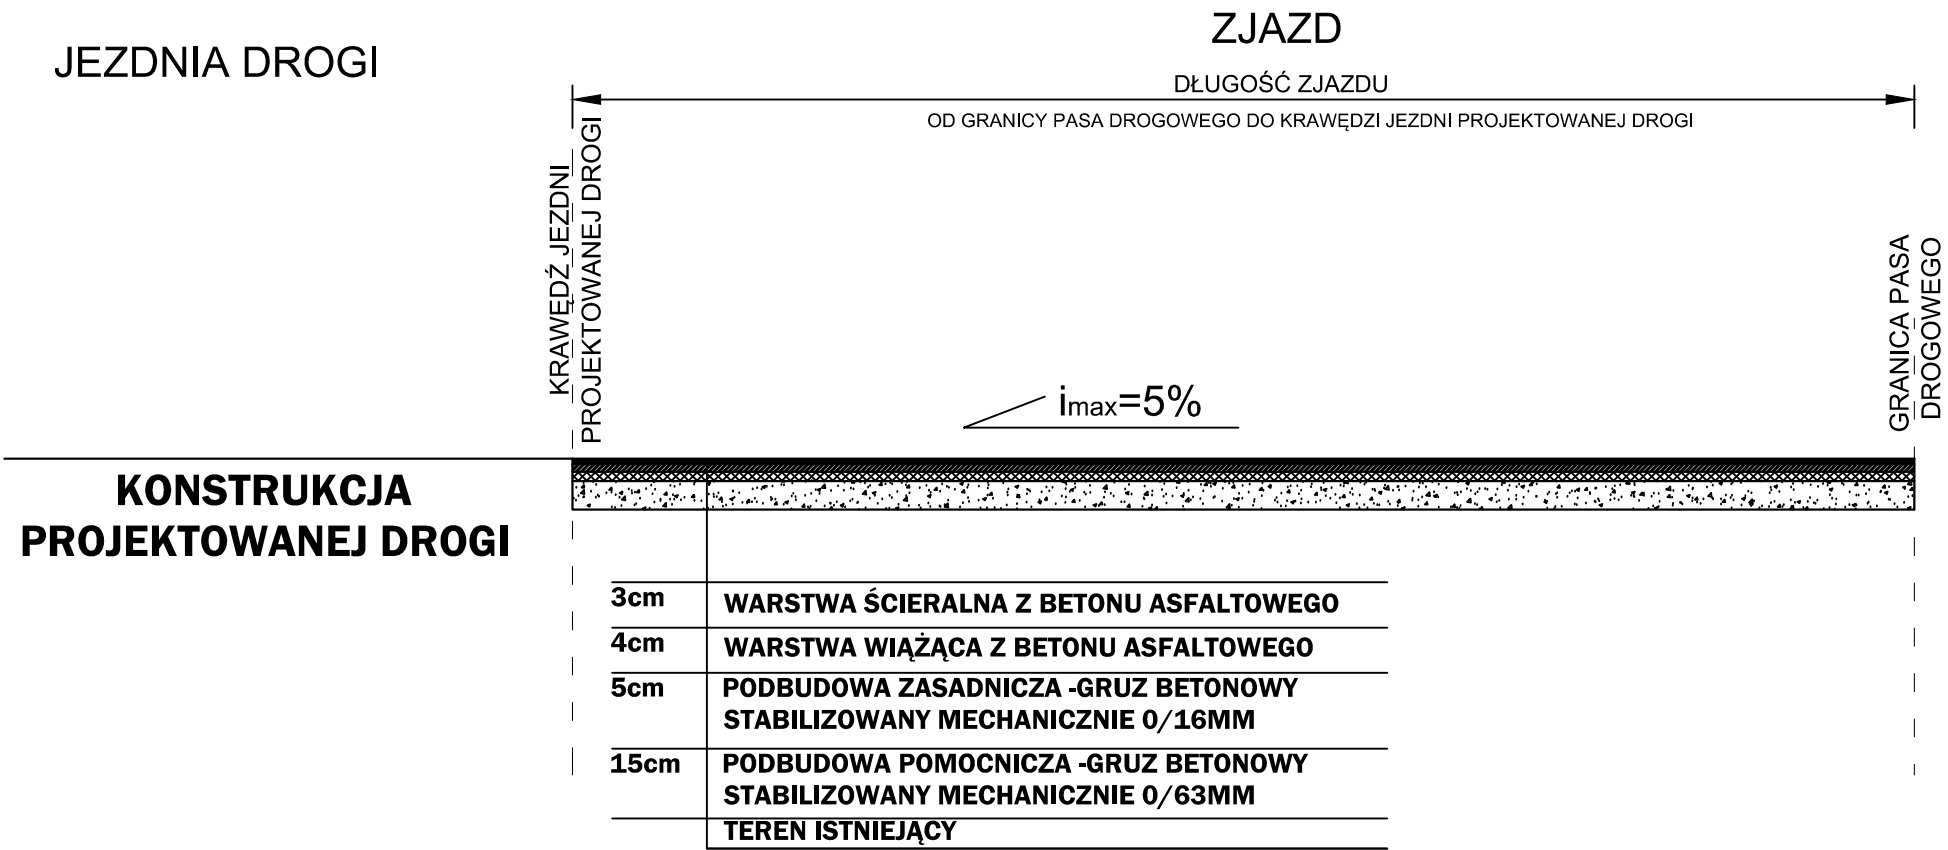 JEZDNIA DROGI
ZJAZD
DŁUGOŚĆ ZJAZDU
OD GRANICY PASA DROGOWEGO DO KRAWĘDZI JEZDNI PROJEKTOWANEJ DROGI
KRAWĘDŹ JEZDNI
PROJEKTOWANEJ DROGI
GRANICA PASA
DROGOWEGO
imax=5%
KONSTRUKCJA
PROJEKTOWANEJ DROGI
3cm WARSTWA ŚCIERALNA Z BETONU ASFALTOWEGO
4cm WARSTWA WIĄŻĄCA Z BETONU ASFALTOWEGO
5cm PODBUDOWA ZASADNICZA -GRUZ BETONOWY
STABILIZOWANY MECHANICZNIE 0/16MM
15cm PODBUDOWA POMOCNICZA -GRUZ BETONOWY
STABILIZOWANY MECHANICZNIE 0/63MM
TEREN ISTNIEJĄCY